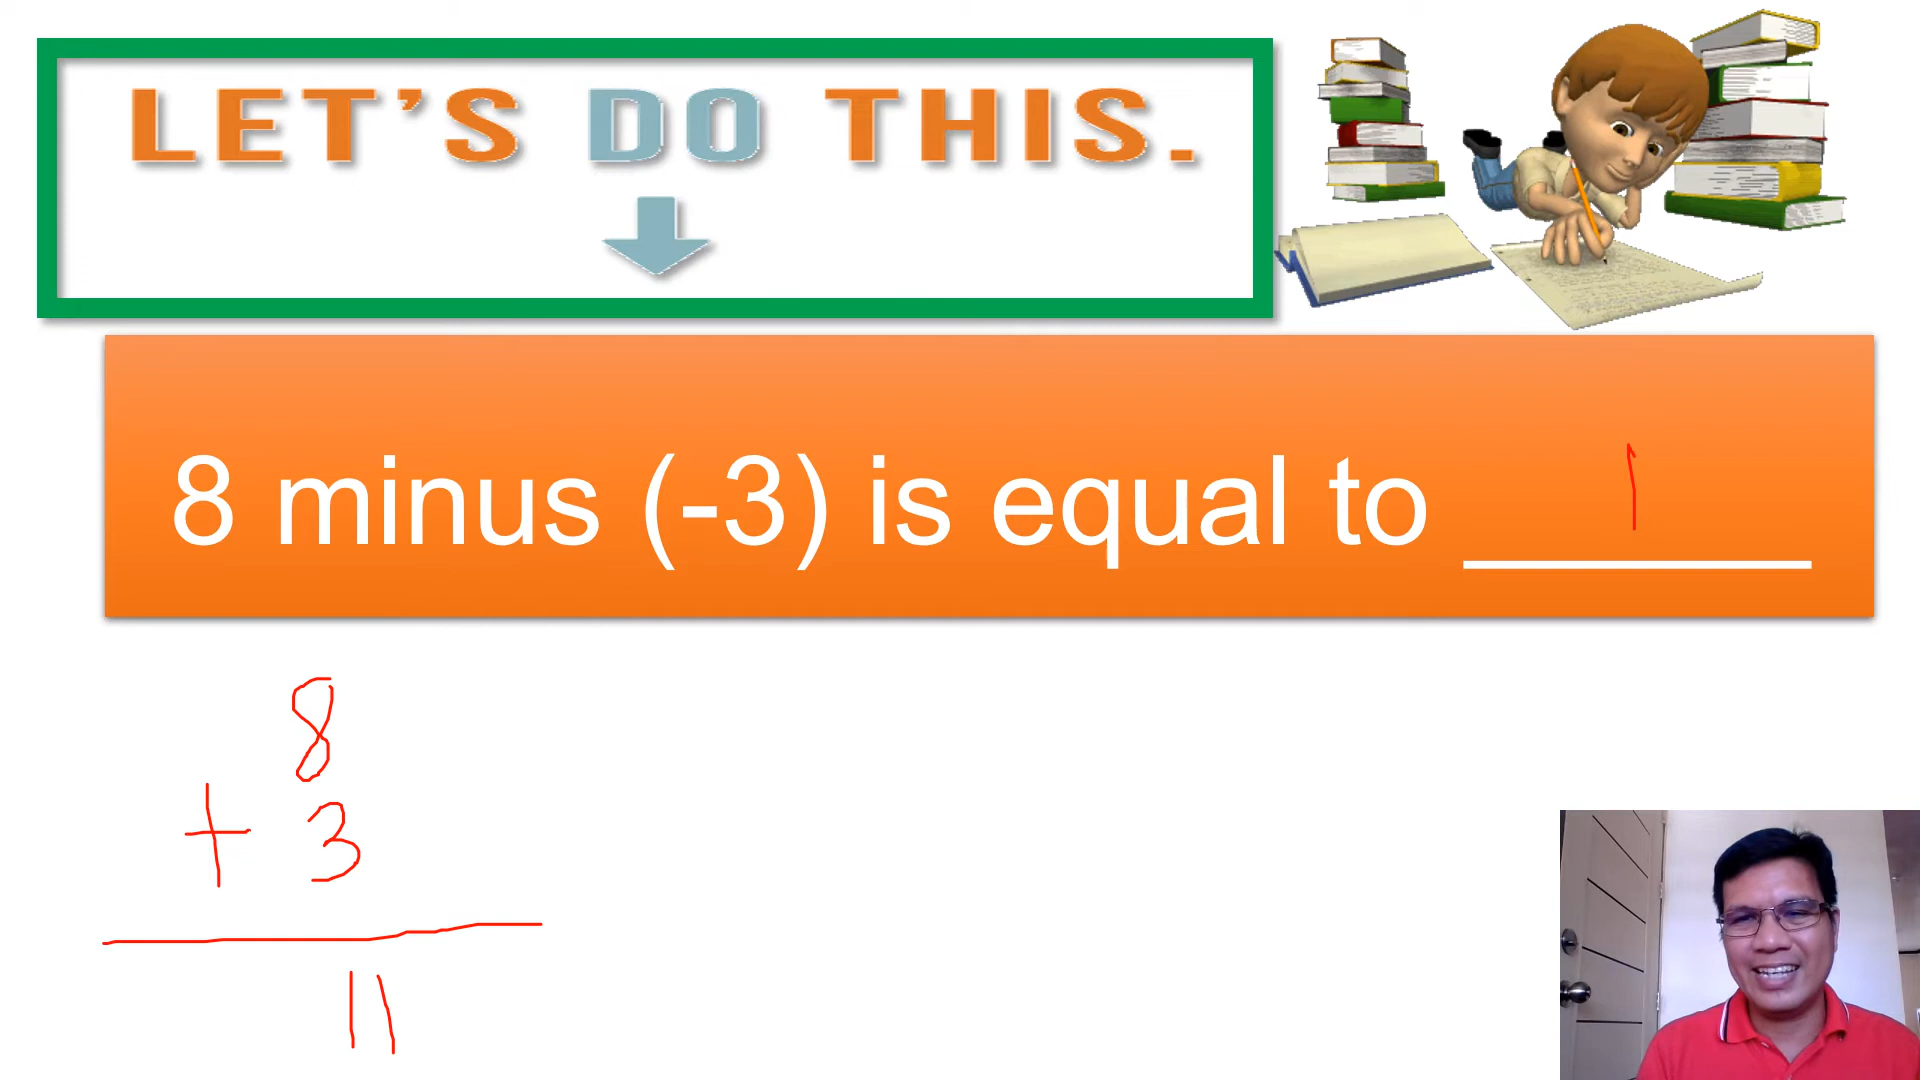 LET'S DO THIS.
8 minus (-3) is equal to ______ 1
8
+ 3
11